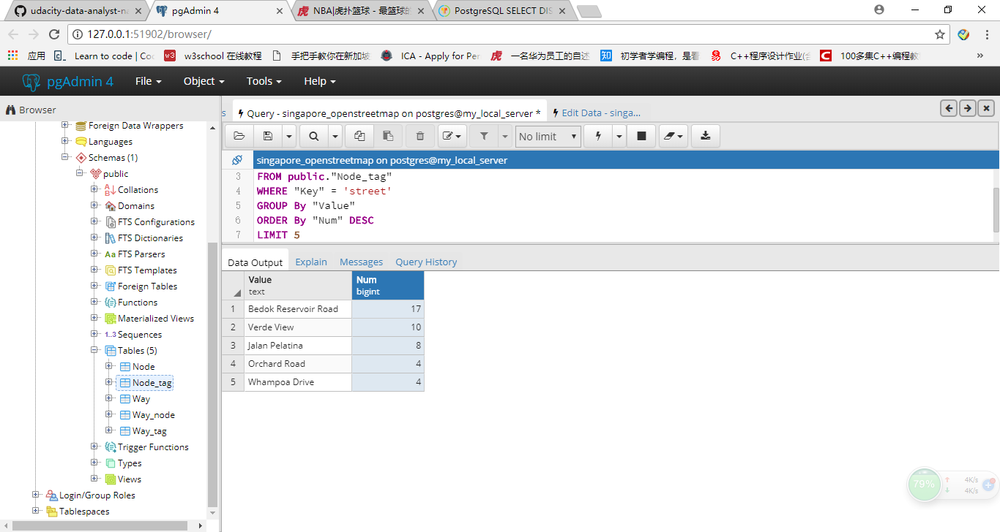 udacity-data-analyst-na
pgAdmin 4
NBA|虎扑篮球 - 最篮球的
PostgreSQL SELECT DIS
127.0.0.1:51902/browser/
应用
Learn to code | Co
w3school 在线教程
手把手教你在新加坡
ICA - Apply for Per
一名华为员工的自述
初学者学编程，是看
C++程序设计作业(
100多集C++编程教
»
pgAdmin 4
File
Object
Tools
Help
Browser
Query - singapore_openstreetmap on postgres@my_local_server *
Edit Data - singa...
No limit
singapore_openstreetmap on postgres@my_local_server
3 FROM public."Node_tag"
4 WHERE "Key" = 'street'
5 GROUP By "Value"
6 ORDER By "Num" DESC
7 LIMIT 5
Data Output
Explain
Messages
Query History
Value
text
Num
bigint
1 Bedok Reservoir Road 17
2 Verde View 10
3 Jalan Pelatina 8
4 Orchard Road 4
5 Whampoa Drive 4
Foreign Data Wrappers
Languages
Schemas (1)
public
Collations
Domains
FTS Configurations
FTS Dictionaries
Aa FTS Parsers
FTS Templates
Foreign Tables
Functions
Materialized Views
1..3 Sequences
Tables (5)
Node
Node_tag
Way
Way_node
Way_tag
Trigger Functions
Types
Views
Login/Group Roles
Tablespaces
79%
4K/s
4K/s